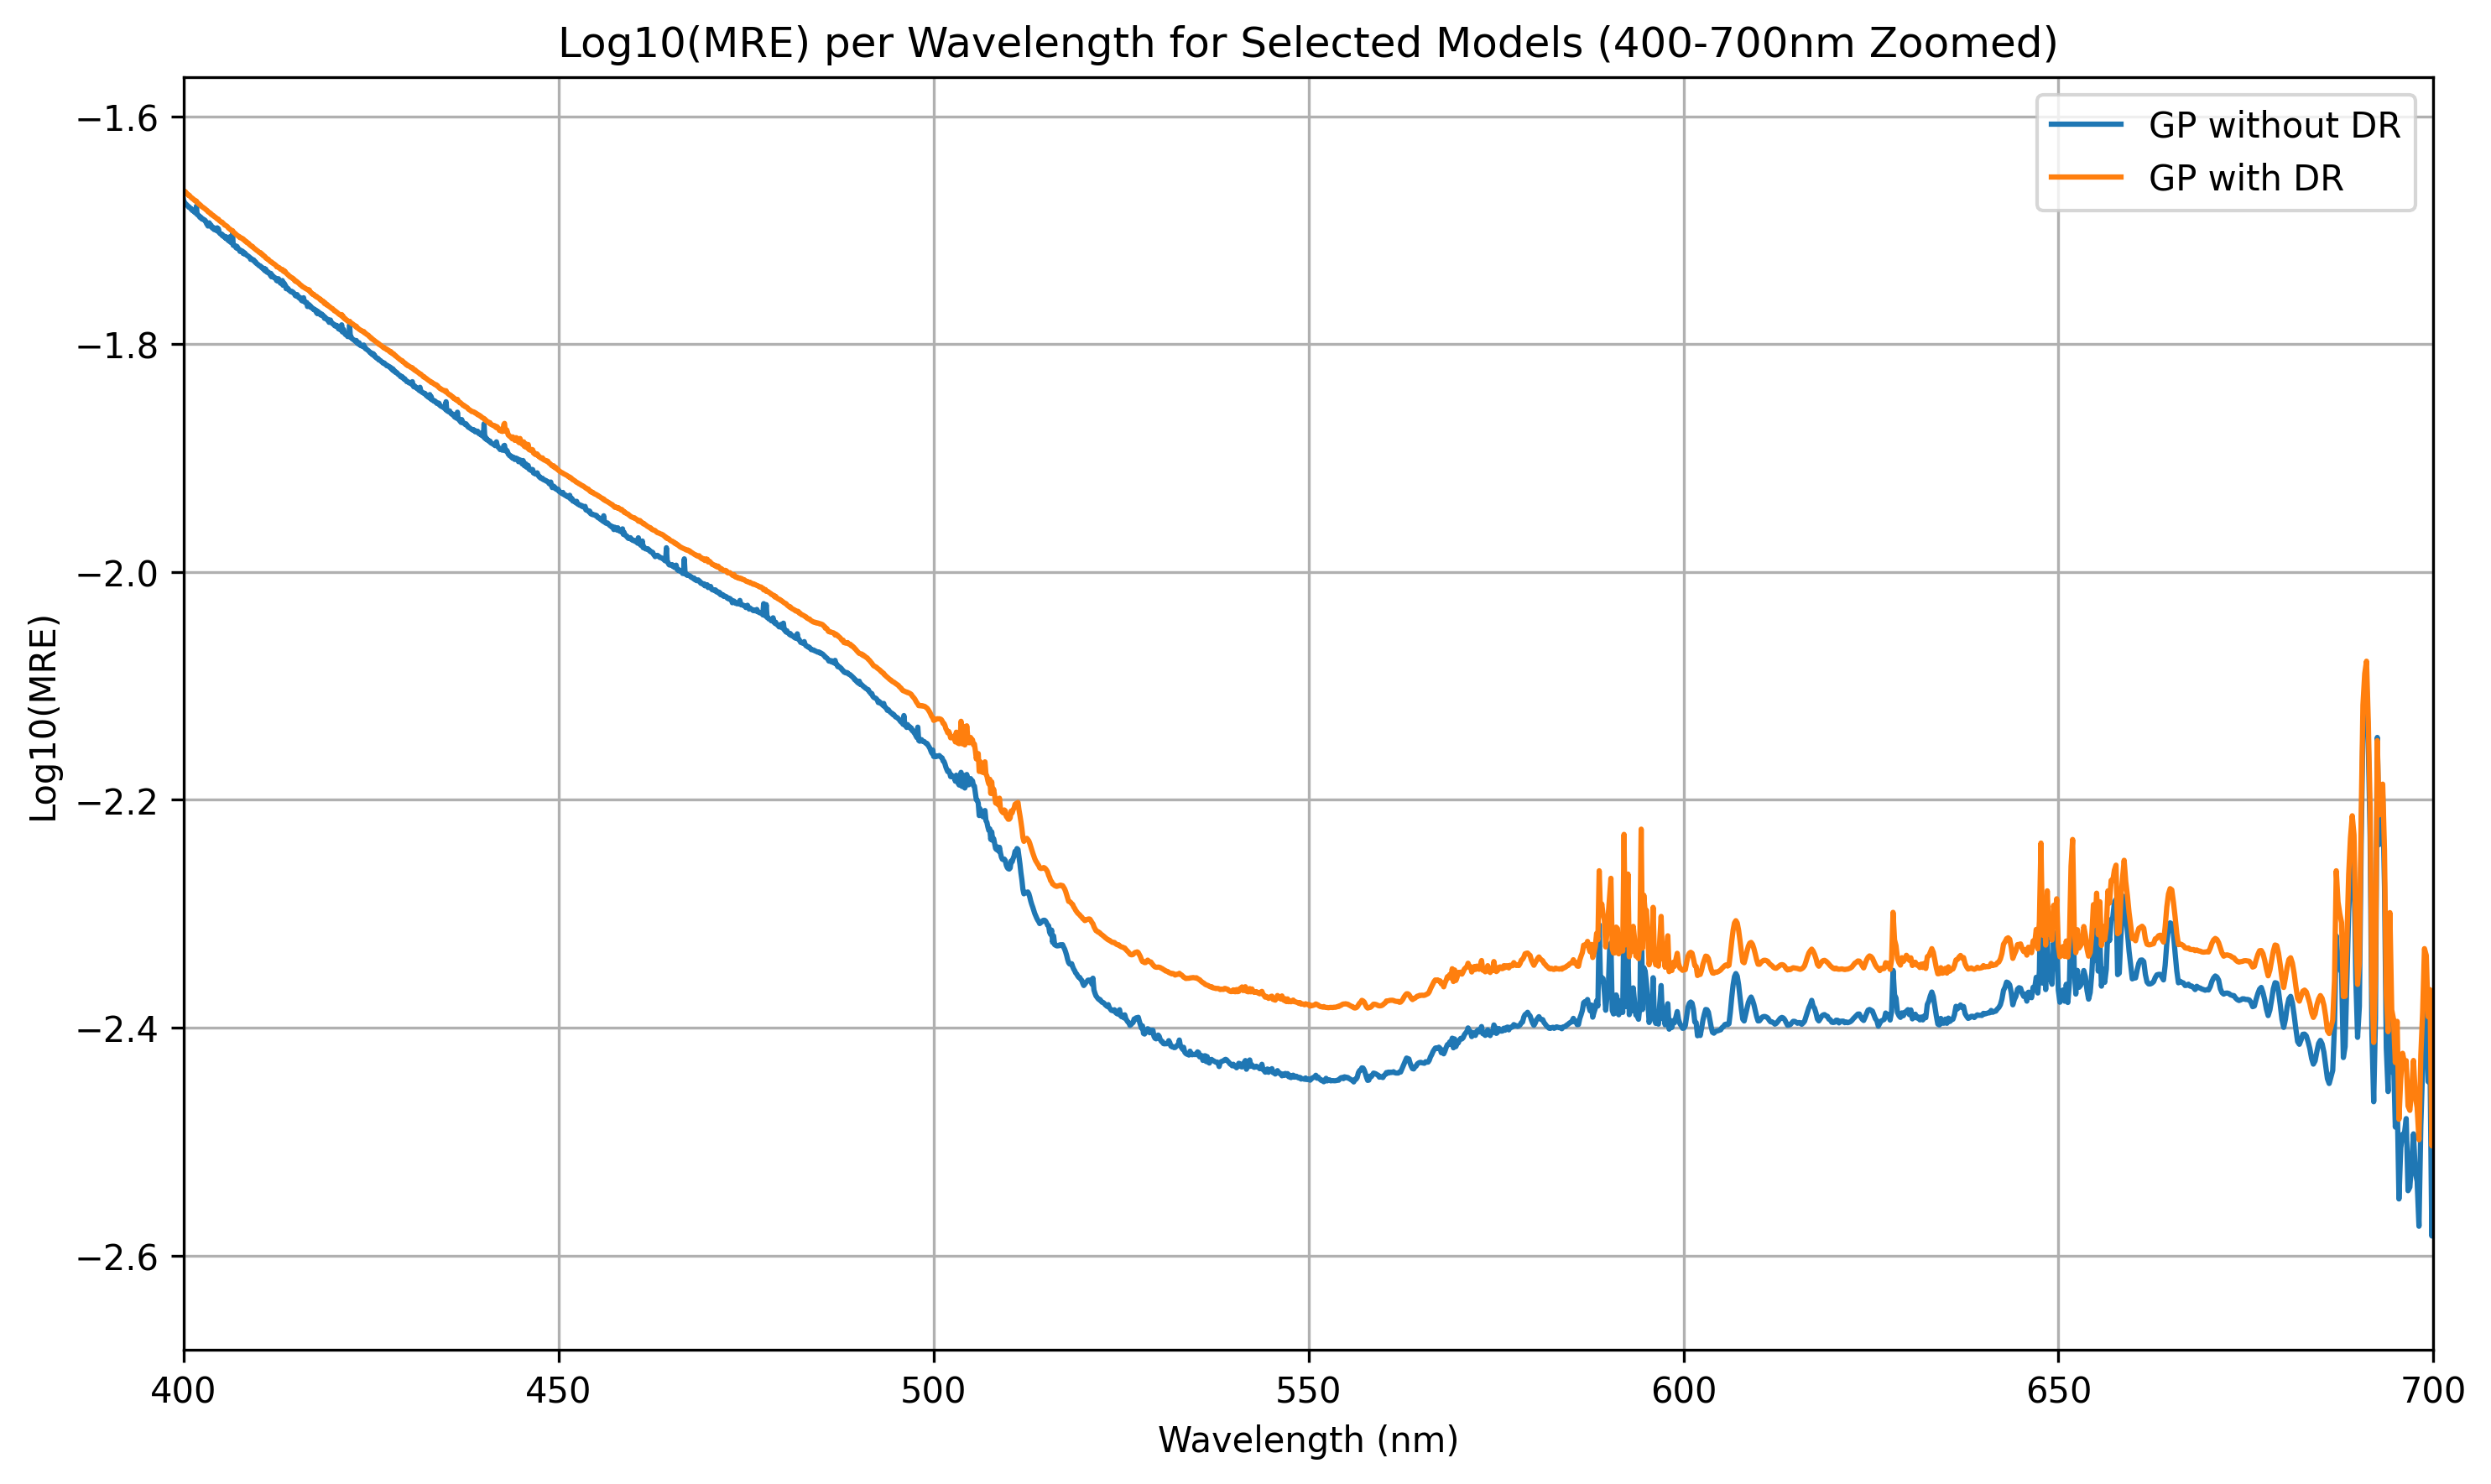 Log10(MRE) per Wavelength for Selected Models (400-700nm Zoomed)
GP without DR
GP with DR
Log10(MRE)
−1.6
−1.8
−2.0
−2.2
−2.4
−2.6
400 450 500 550 600 650 700
Wavelength (nm)